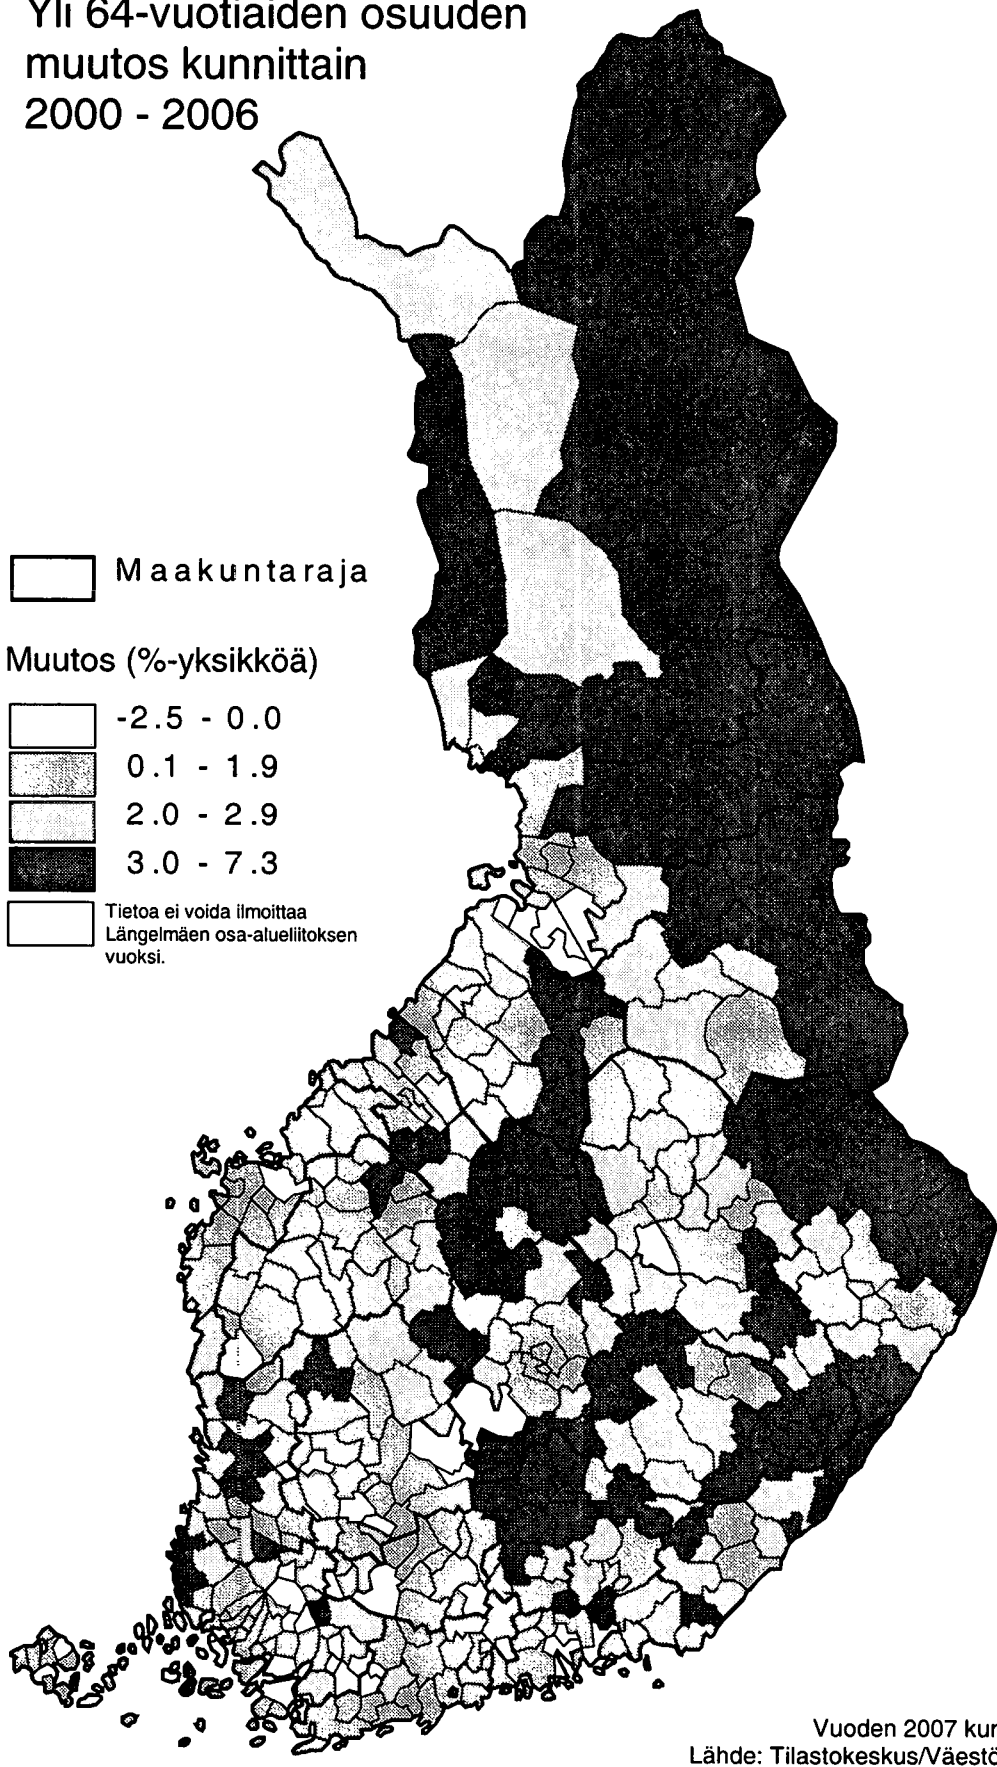 Yli 64-vuotiaiden osuuden
muutos kunnittain
2000 - 2006
Maakuntaraja
Muutos (%-yksikköä)
-2.5 - 0.0
0.1 - 1.9
2.0 - 2.9
3.0 - 7.3
Tietoa ei voida ilmoittaa
Längelmäen osa-alueliitoksen
vuoksi.
Vuoden 2007 kun
Lähde: Tilastokeskus/Väestö